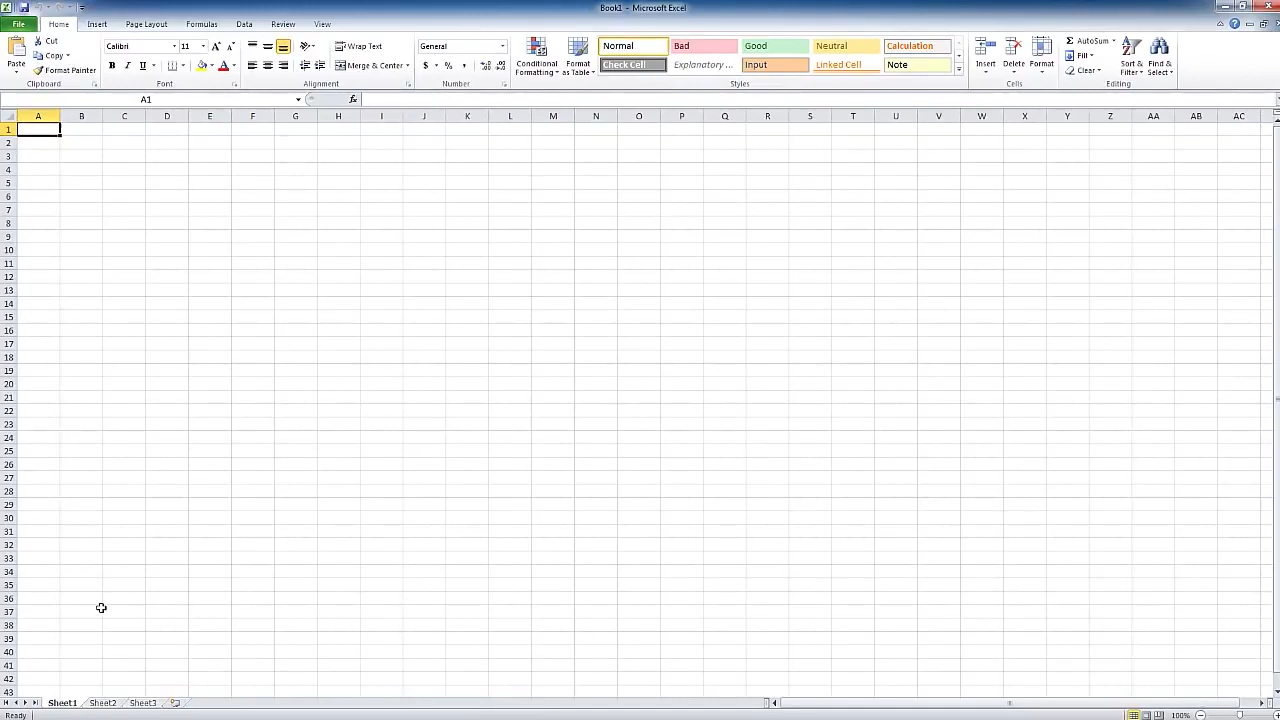 Book1 - Microsoft Excel
File Home Insert Page Layout Formulas Data Review View
Paste
Cut
Copy
Format Painter
Clipboard
Calibri 11
B I U A
Font
Wrap Text
Merge & Center
Alignment
General
$ % ,
Number
Conditional Formatting
Format as Table
Normal Bad Good Neutral Calculation
Check Cell Explanatory ... Input Linked Cell Note
Styles
Insert Delete Format
Cells
Σ AutoSum
Fill
Clear
Sort & Filter
Find & Select
Editing
A1 fx
A B C D E F G H I J K L M N O P Q R S T U V W X Y Z AA AB AC
1
2
3
4
5
6
7
8
9
10
11
12
13
14
15
16
17
18
19
20
21
22
23
24
25
26
27
28
29
30
31
32
33
34
35
36
37
38
39
40
41
42
43
Sheet1 Sheet2 Sheet3
Ready 100%